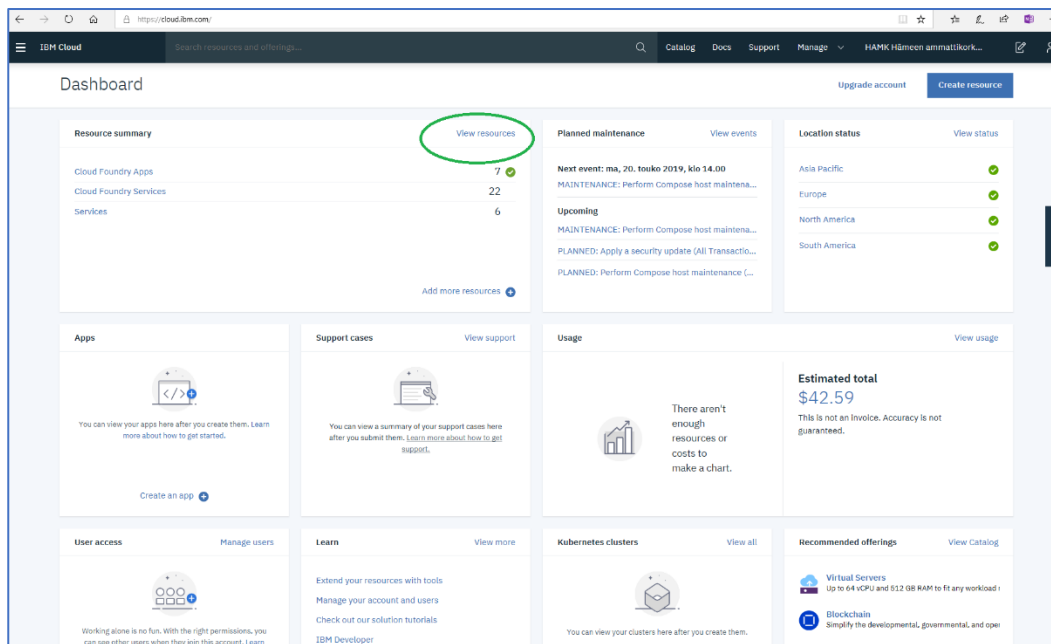 https://cloud.ibm.com/
IBM Cloud
Search resources and offerings...
Catalog Docs Support Manage HAMK Hämeen ammattikork...
Dashboard
Upgrade account
Create resource
Resource summary
View resources
Cloud Foundry Apps 7
Cloud Foundry Services 22
Services 6
Add more resources
Planned maintenance
View events
Next event: ma, 20. touko 2019, klo 14.00
MAINTENANCE: Perform Compose host maintena...
Upcoming
MAINTENANCE: Perform Compose host maintena...
PLANNED: Apply a security update (All Transactio...
PLANNED: Perform Compose host maintenance (...
Location status
View status
Asia Pacific
Europe
North America
South America
Apps
You can view your apps here after you create them. Learn
more about how to get started.
Create an app
Support cases
View support
You can view a summary of your support cases here
after you submit them. Learn more about how to get
support.
Usage
View usage
There aren't
enough
resources or
costs to
make a chart.
Estimated total
$42.59
This is not an invoice. Accuracy is not
guaranteed.
User access
Manage users
Working alone is no fun. With the right permissions, you
can see other users when they join this account. Learn
Learn
View more
Extend your resources with tools
Manage your account and users
Check out our solution tutorials
IBM Developer
Kubernetes clusters
View all
You can view your clusters here after you create them.
Recommended offerings
View Catalog
Virtual Servers
Up to 64 vCPU and 512 GB RAM to fit any workload
Blockchain
Simplify the developmental, governmental, and